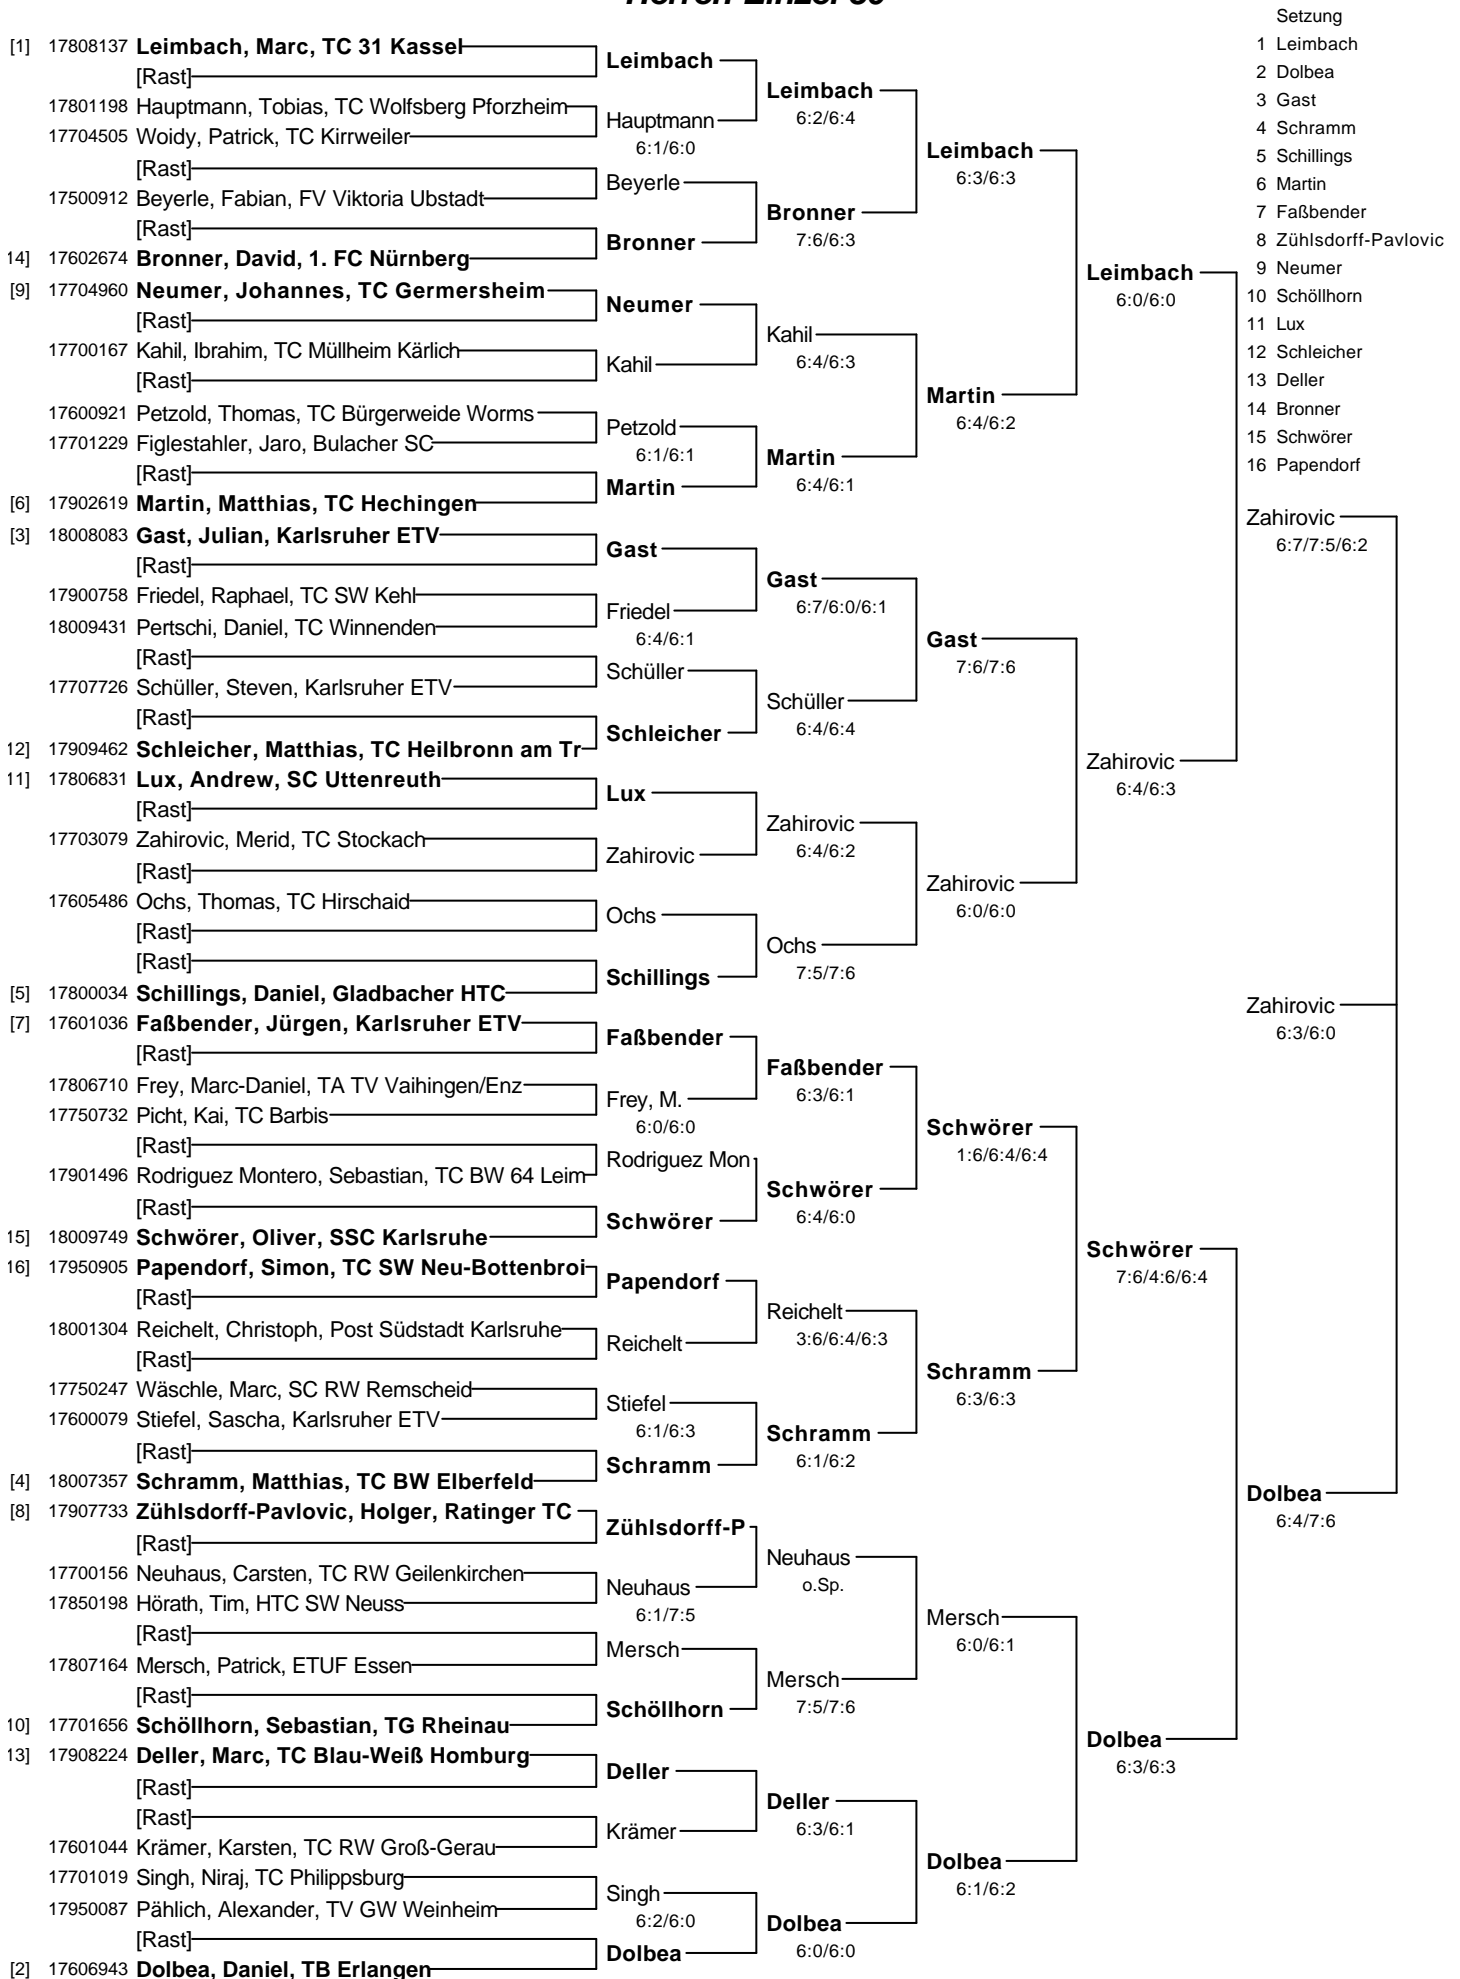 Herren-Einzel 30
Setzung
1 Leimbach
2 Dolbea
3 Gast
4 Schramm
5 Schillings
6 Martin
7 Faßbender
8 Zühlsdorff-Pavlovic
9 Neumer
10 Schöllhorn
11 Lux
12 Schleicher
13 Deller
14 Bronner
15 Schwörer
16 Papendorf
[1] 17808137 Leimbach, Marc, TC 31 Kassel
[Rast]
17801198 Hauptmann, Tobias, TC Wolfsberg Pforzheim
17704505 Woidy, Patrick, TC Kirrweiler
[Rast]
17500912 Beyerle, Fabian, FV Viktoria Ubstadt
[Rast]
14] 17602674 Bronner, David, 1. FC Nürnberg
[9] 17704960 Neumer, Johannes, TC Germersheim
[Rast]
17700167 Kahil, Ibrahim, TC Müllheim Kärlich
[Rast]
17600921 Petzold, Thomas, TC Bürgerweide Worms
17701229 Figlestahler, Jaro, Bulacher SC
[Rast]
[6] 17902619 Martin, Matthias, TC Hechingen
[3] 18008083 Gast, Julian, Karlsruher ETV
[Rast]
17900758 Friedel, Raphael, TC SW Kehl
18009431 Pertschi, Daniel, TC Winnenden
[Rast]
17707726 Schüller, Steven, Karlsruher ETV
[Rast]
12] 17909462 Schleicher, Matthias, TC Heilbronn am Tr
11] 17806831 Lux, Andrew, SC Uttenreuth
[Rast]
17703079 Zahirovic, Merid, TC Stockach
[Rast]
17605486 Ochs, Thomas, TC Hirschaid
[Rast]
[Rast]
[5] 17800034 Schillings, Daniel, Gladbacher HTC
[7] 17601036 Faßbender, Jürgen, Karlsruher ETV
[Rast]
17806710 Frey, Marc-Daniel, TA TV Vaihingen/Enz
17750732 Picht, Kai, TC Barbis
[Rast]
17901496 Rodriguez Montero, Sebastian, TC BW 64 Leim
[Rast]
15] 18009749 Schwörer, Oliver, SSC Karlsruhe
16] 17950905 Papendorf, Simon, TC SW Neu-Bottenbroi
[Rast]
18001304 Reichelt, Christoph, Post Südstadt Karlsruhe
[Rast]
17750247 Wäschle, Marc, SC RW Remscheid
17600079 Stiefel, Sascha, Karlsruher ETV
[Rast]
[4] 18007357 Schramm, Matthias, TC BW Elberfeld
[8] 17907733 Zühlsdorff-Pavlovic, Holger, Ratinger TC
[Rast]
17700156 Neuhaus, Carsten, TC RW Geilenkirchen
17850198 Hörath, Tim, HTC SW Neuss
[Rast]
17807164 Mersch, Patrick, ETUF Essen
[Rast]
10] 17701656 Schöllhorn, Sebastian, TG Rheinau
13] 17908224 Deller, Marc, TC Blau-Weiß Homburg
[Rast]
[Rast]
17601044 Krämer, Karsten, TC RW Groß-Gerau
17701019 Singh, Niraj, TC Philippsburg
17950087 Pählich, Alexander, TV GW Weinheim
[Rast]
[2] 17606943 Dolbea, Daniel, TB Erlangen
Leimbach
Hauptmann
6:1/6:0
Beyerle
Bronner
Neumer
Kahil
Petzold
6:1/6:1
Martin
Gast
Friedel
6:4/6:1
Schüller
Schleicher
Lux
Zahirovic
Ochs
Schillings
Faßbender
Frey, M.
6:0/6:0
Rodriguez Mon
Schwörer
Papendorf
Reichelt
Stiefel
6:1/6:3
Schramm
Zühlsdorff-P
Neuhaus
6:1/7:5
Mersch
Schöllhorn
Deller
Krämer
Singh
6:2/6:0
Dolbea
Leimbach
6:2/6:4
Bronner
7:6/6:3
Kahil
6:4/6:3
Martin
6:4/6:1
Gast
6:7/6:0/6:1
Schüller
6:4/6:4
Zahirovic
6:4/6:2
Ochs
7:5/7:6
Faßbender
6:3/6:1
Schwörer
6:4/6:0
Reichelt
3:6/6:4/6:3
Schramm
6:1/6:2
Neuhaus
o.Sp.
Mersch
7:5/7:6
Deller
6:3/6:1
Dolbea
6:0/6:0
Leimbach
6:3/6:3
Martin
6:4/6:2
Gast
7:6/7:6
Zahirovic
6:0/6:0
Schwörer
1:6/6:4/6:4
Schramm
6:3/6:3
Mersch
6:0/6:1
Dolbea
6:1/6:2
Leimbach
6:0/6:0
Zahirovic
6:4/6:3
Schwörer
7:6/4:6/6:4
Dolbea
6:3/6:3
Zahirovic
6:7/7:5/6:2
Zahirovic
6:3/6:0
Dolbea
6:4/7:6